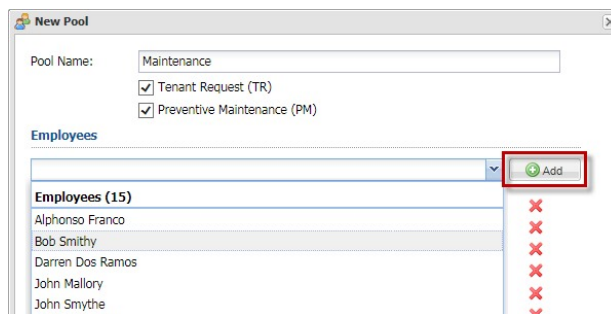 New Pool
Pool Name: Maintenance
Tenant Request (TR)
Preventive Maintenance (PM)
Employees
Add
Employees (15)
Alphonso Franco
Bob Smithy
Darren Dos Ramos
John Mallory
John Smythe